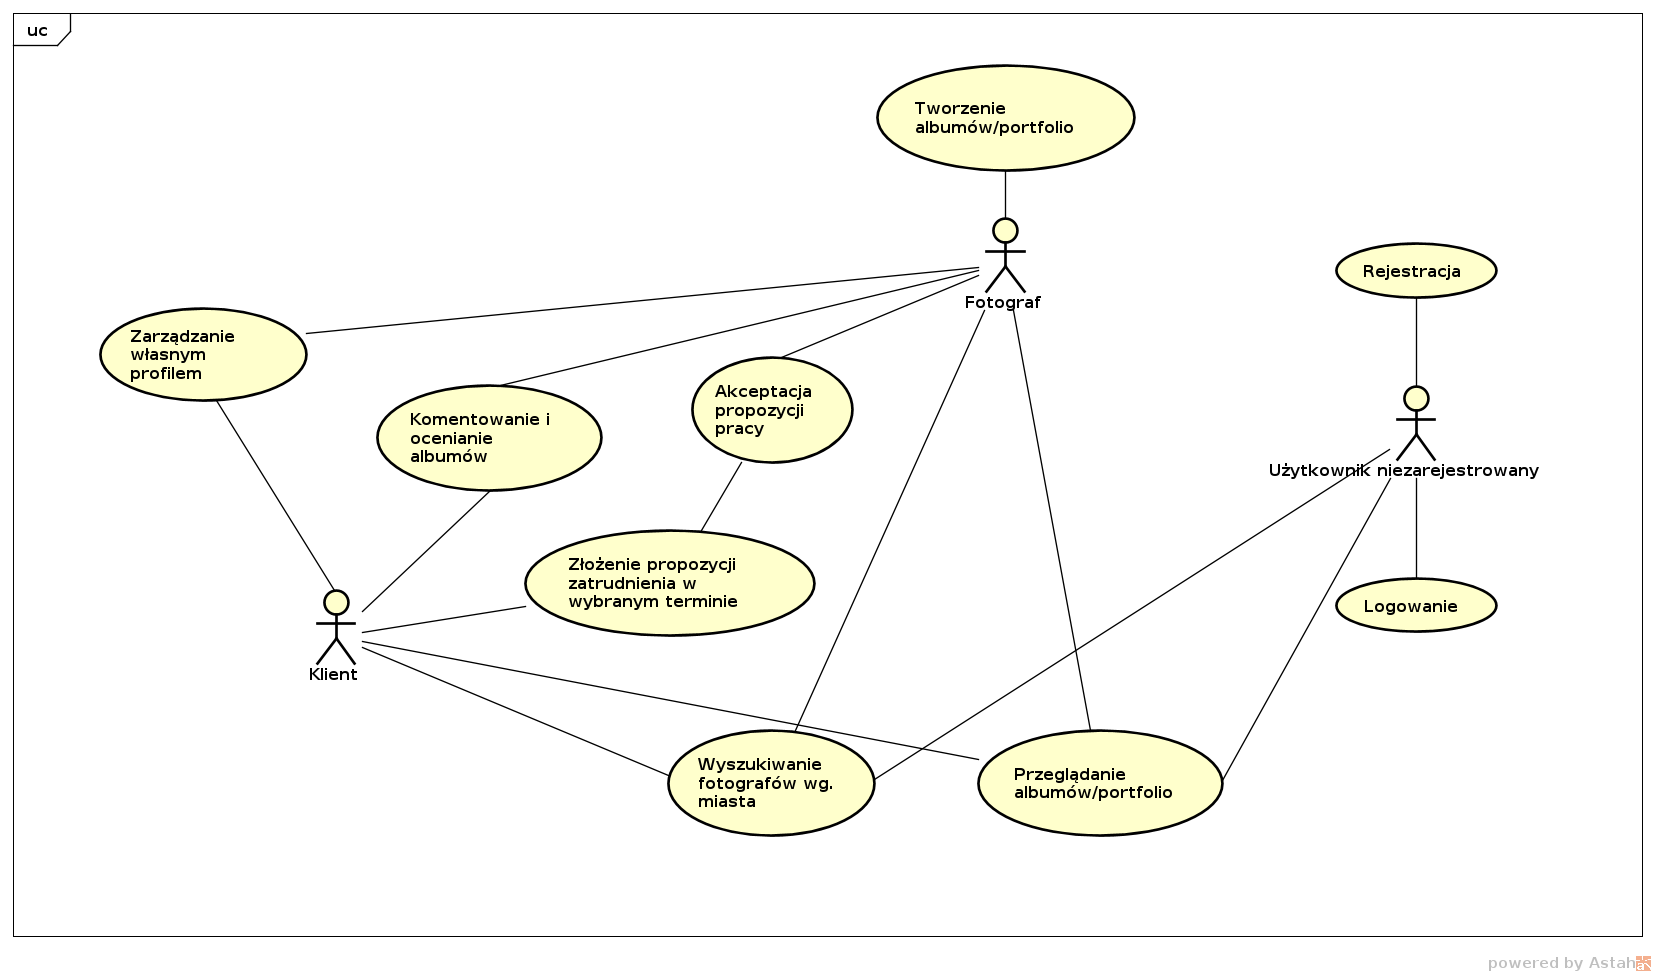 uc
Tworzenie
albumów/portfolio
Fotograf
Rejestracja
Zarządzanie
własnym
profilem
Komentowanie i
ocenianie
albumów
Akceptacja
propozycji
pracy
Użytkownik niezarejestrowany
Złożenie propozycji
zatrudnienia w
wybranym terminie
Logowanie
Klient
Wyszukiwanie
fotografów wg.
miasta
Przeglądanie
albumów/portfolio
powered by Astah